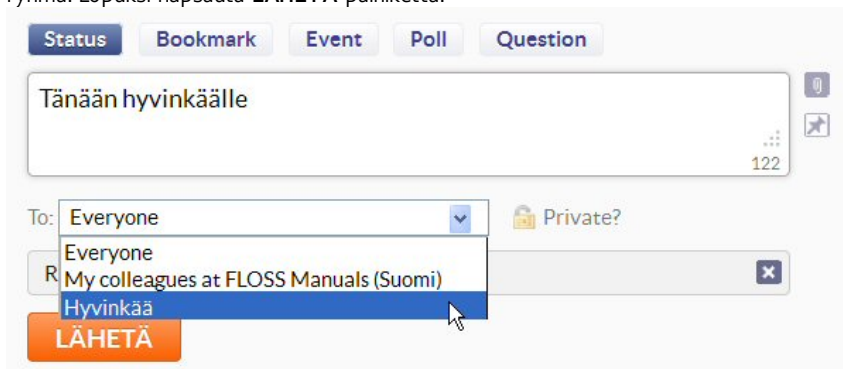 Status Bookmark Event Poll Question
Tänään hyvinkäälle
122
To: Everyone Private?
Everyone
R My colleagues at FLOSS Manuals (Suomi)
Hyvinkää
LÄHETÄ